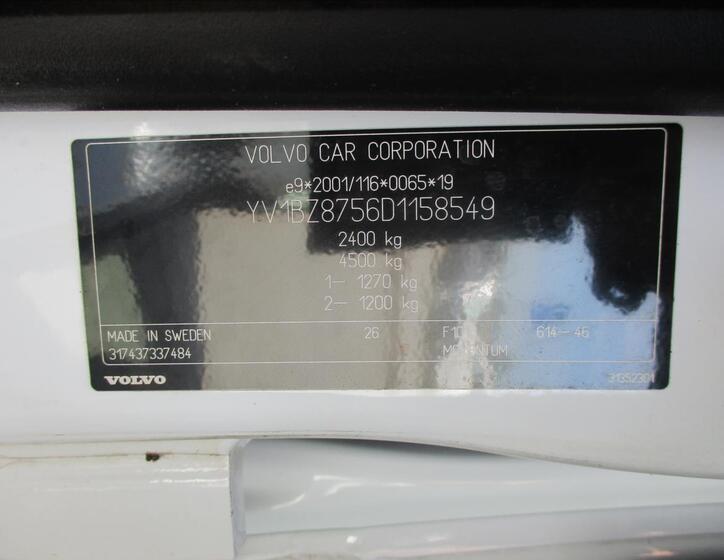 VOLVO CAR CORPORATION
e9*2001/116*0065*19
YV1BZ8756D1158549
2400 kg
4500 kg
1– 1270 kg
2– 1200 kg
MADE IN SWEDEN 26 614–46
317437337484
VOLVO 31352301